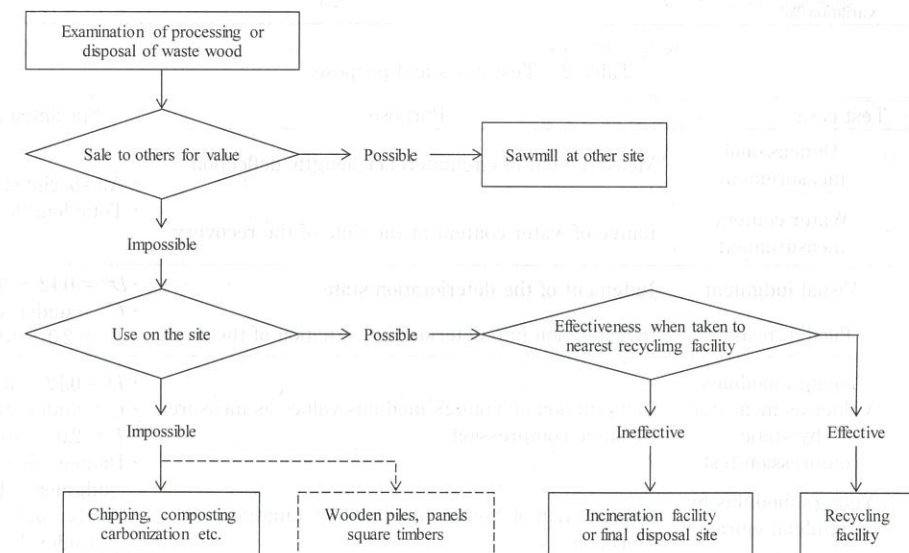 Examination of processing or
disposal of waste wood
Sale to others for value
Possible
Sawmill at other site
Impossible
Use on the site
Possible
Effectiveness when taken to
nearest recyclimg facility
Impossible
Ineffective
Effective
Chipping, composting
carbonization etc.
Wooden piles, panels
square timbers
Incineration facility
or final disposal site
Recycling
facility